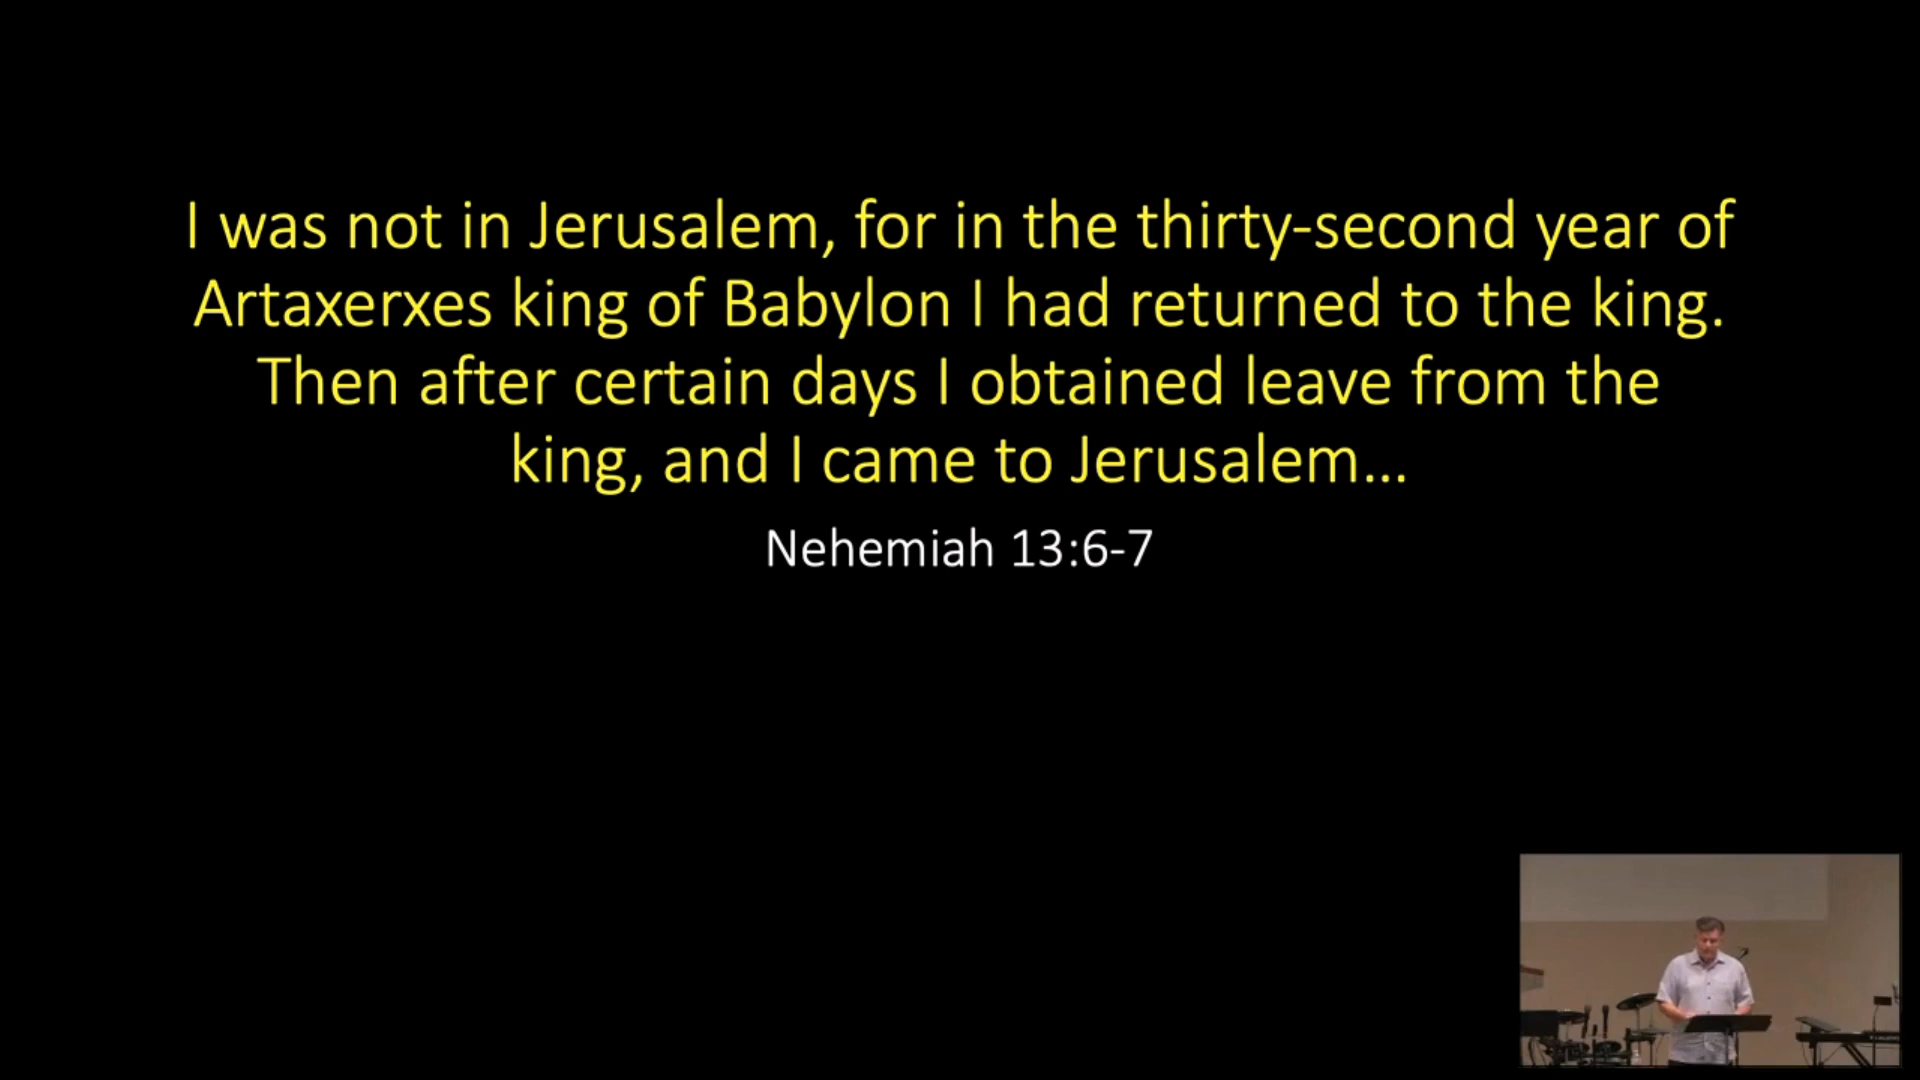 I was not in Jerusalem, for in the thirty-second year of
Artaxerxes king of Babylon I had returned to the king.
Then after certain days I obtained leave from the
king, and I came to Jerusalem...
Nehemiah 13:6-7